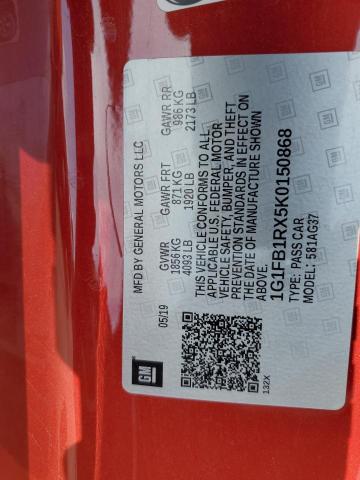 GM
MFD BY GENERAL MOTORS LLC
05/19
GVWR GAWR FRT GAWR RR
1856 KG 871 KG 986 KG
4093 LB 1920 LB 2173 LB
THIS VEHICLE CONFORMS TO ALL
APPLICABLE U.S. FEDERAL MOTOR
VEHICLE SAFETY, BUMPER, AND THEFT
PREVENTION STANDARDS IN EFFECT ON
THE DATE OF MANUFACTURE SHOWN
ABOVE.
1G1FB1RX5K0150868
TYPE: PASS CAR
MODEL: 581AG37
132X